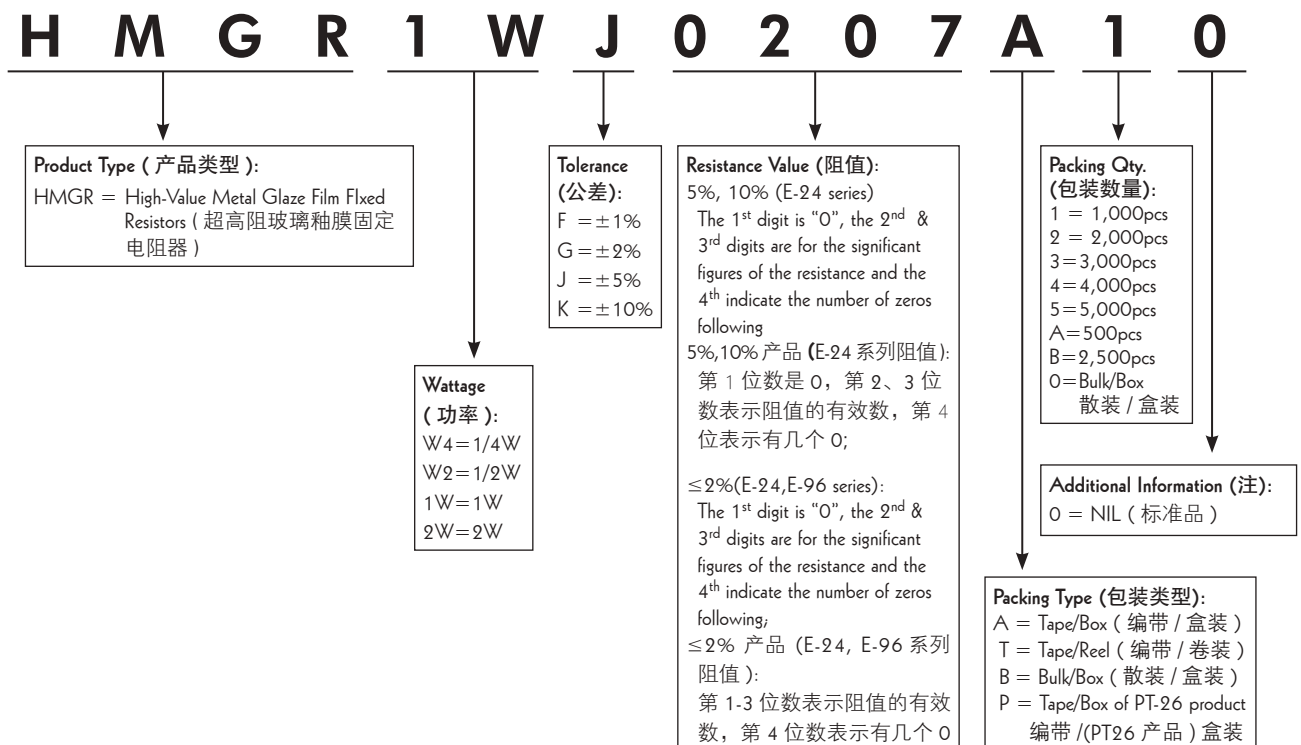 HMGR1WJ0207A10
Product Type ( 产品类型 ):
HMGR = High-Value Metal Glaze Film FIxed
Resistors ( 超高阻玻璃釉膜固定
电阻器 )
Wattage
( 功率 ):
W4=1/4W
W2=1/2W
1W=1W
2W=2W
Tolerance
(公差):
F =±1%
G=±2%
J =±5%
K =±10%
Resistance Value (阻值):
5%, 10% (E-24 series)
The 1st digit is “0”, the 2nd &
3rd digits are for the significant
figures of the resistance and the
4th indicate the number of zeros
following
5%,10% 产品 (E-24 系列阻值):
第 1 位数是 0，第 2、3 位
数表示阻值的有效数，第 4
位表示有几个 0;
≤2%(E-24,E-96 series):
The 1st digit is “0”, the 2nd &
3rd digits are for the significant
figures of the resistance and the
4th indicate the number of zeros
following;
≤2% 产品 (E-24, E-96 系列
阻值 ):
第 1-3 位数表示阻值的有效
数，第 4 位数表示有几个 0
Packing Qty.
(包装数量):
1 = 1,000pcs
2 = 2,000pcs
3=3,000pcs
4=4,000pcs
5=5,000pcs
A=500pcs
B=2,500pcs
0=Bulk/Box
散装 / 盒装
Additional Information (注):
0 = NIL ( 标准品 )
Packing Type (包装类型):
A = Tape/Box ( 编带 / 盒装 )
T = Tape/Reel ( 编带 / 卷装 )
B = Bulk/Box ( 散装 / 盒装 )
P = Tape/Box of PT-26 product
编带 /(PT26 产品 ) 盒装